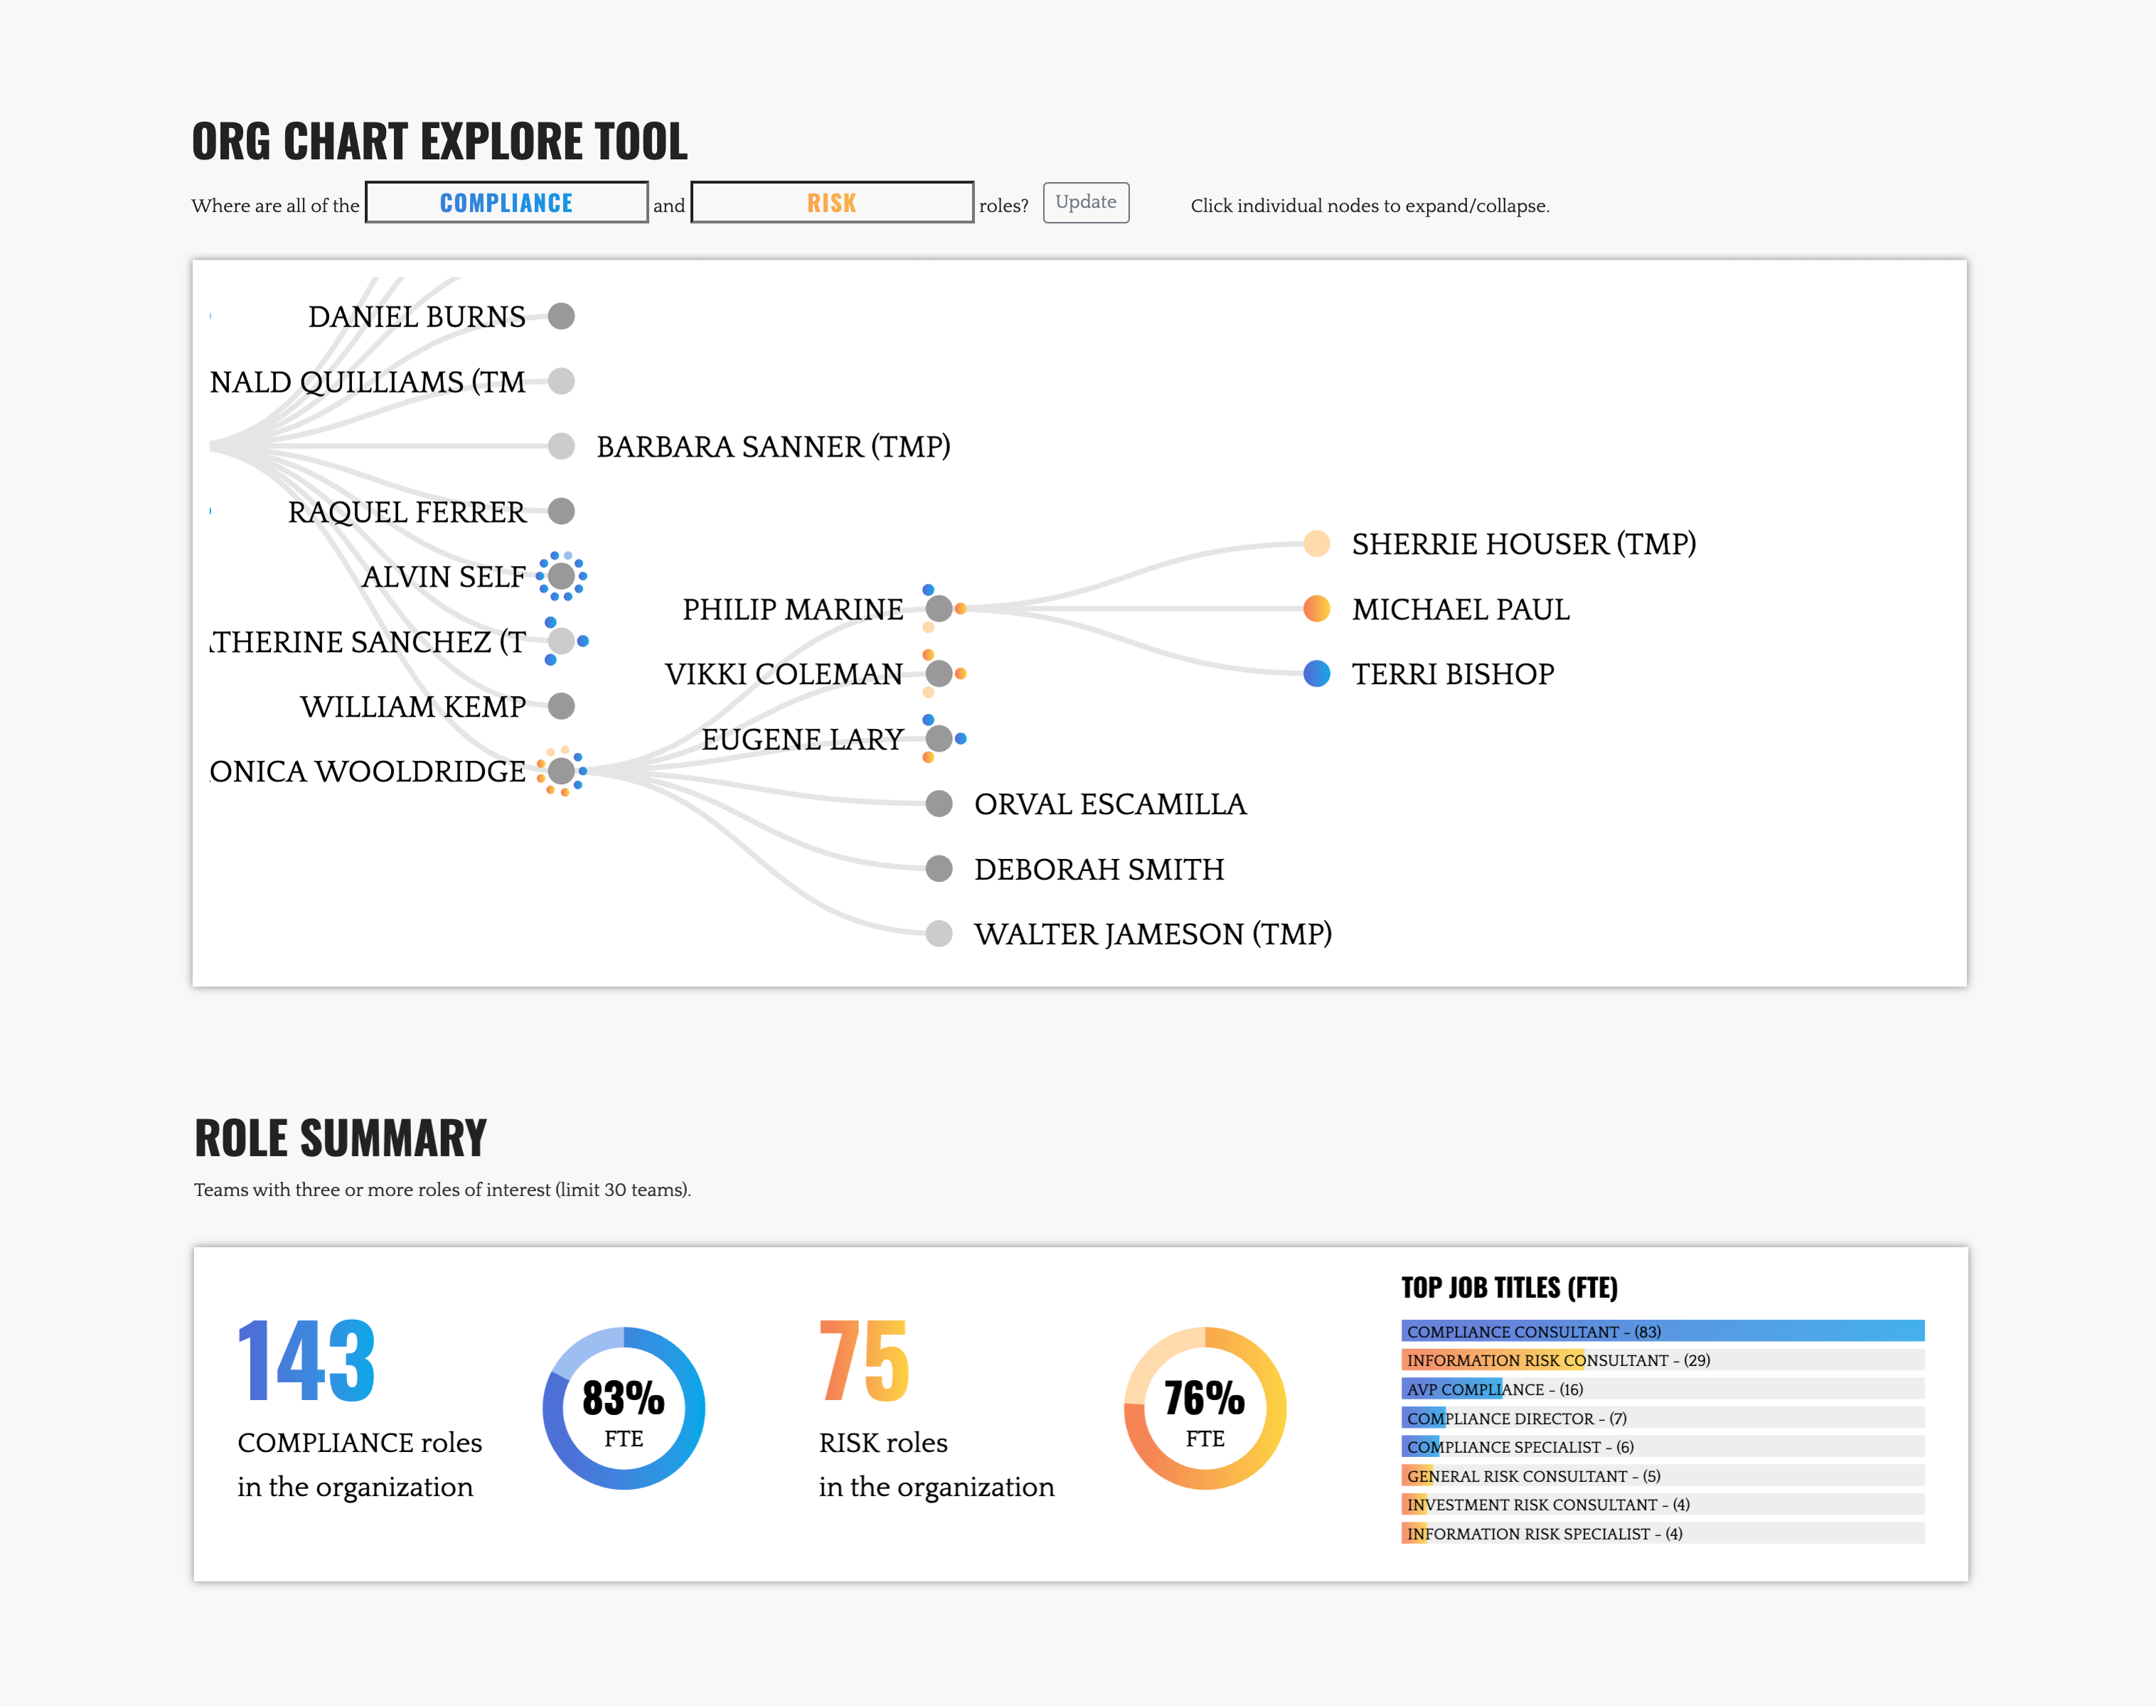 ORG CHART EXPLORE TOOL
Where are all of the COMPLIANCE and RISK roles? Update Click individual nodes to expand/collapse.
DANIEL BURNS
NALD QUILLIAMS (TM
BARBARA SANNER (TMP)
RAQUEL FERRER
SHERRIE HOUSER (TMP)
ALVIN SELF
PHILIP MARINE
MICHAEL PAUL
THERINE SANCHEZ (T
VIKKI COLEMAN
TERRI BISHOP
WILLIAM KEMP
EUGENE LARY
ONICA WOOLDRIDGE
ORVAL ESCAMILLA
DEBORAH SMITH
WALTER JAMESON (TMP)
ROLE SUMMARY
Teams with three or more roles of interest (limit 30 teams).
143
COMPLIANCE roles
in the organization
83%
FTE
75
RISK roles
in the organization
76%
FTE
TOP JOB TITLES (FTE)
COMPLIANCE CONSULTANT - (83)
INFORMATION RISK CONSULTANT - (29)
AVP COMPLIANCE - (16)
COMPLIANCE DIRECTOR - (7)
COMPLIANCE SPECIALIST - (6)
GENERAL RISK CONSULTANT - (5)
INVESTMENT RISK CONSULTANT - (4)
INFORMATION RISK SPECIALIST - (4)